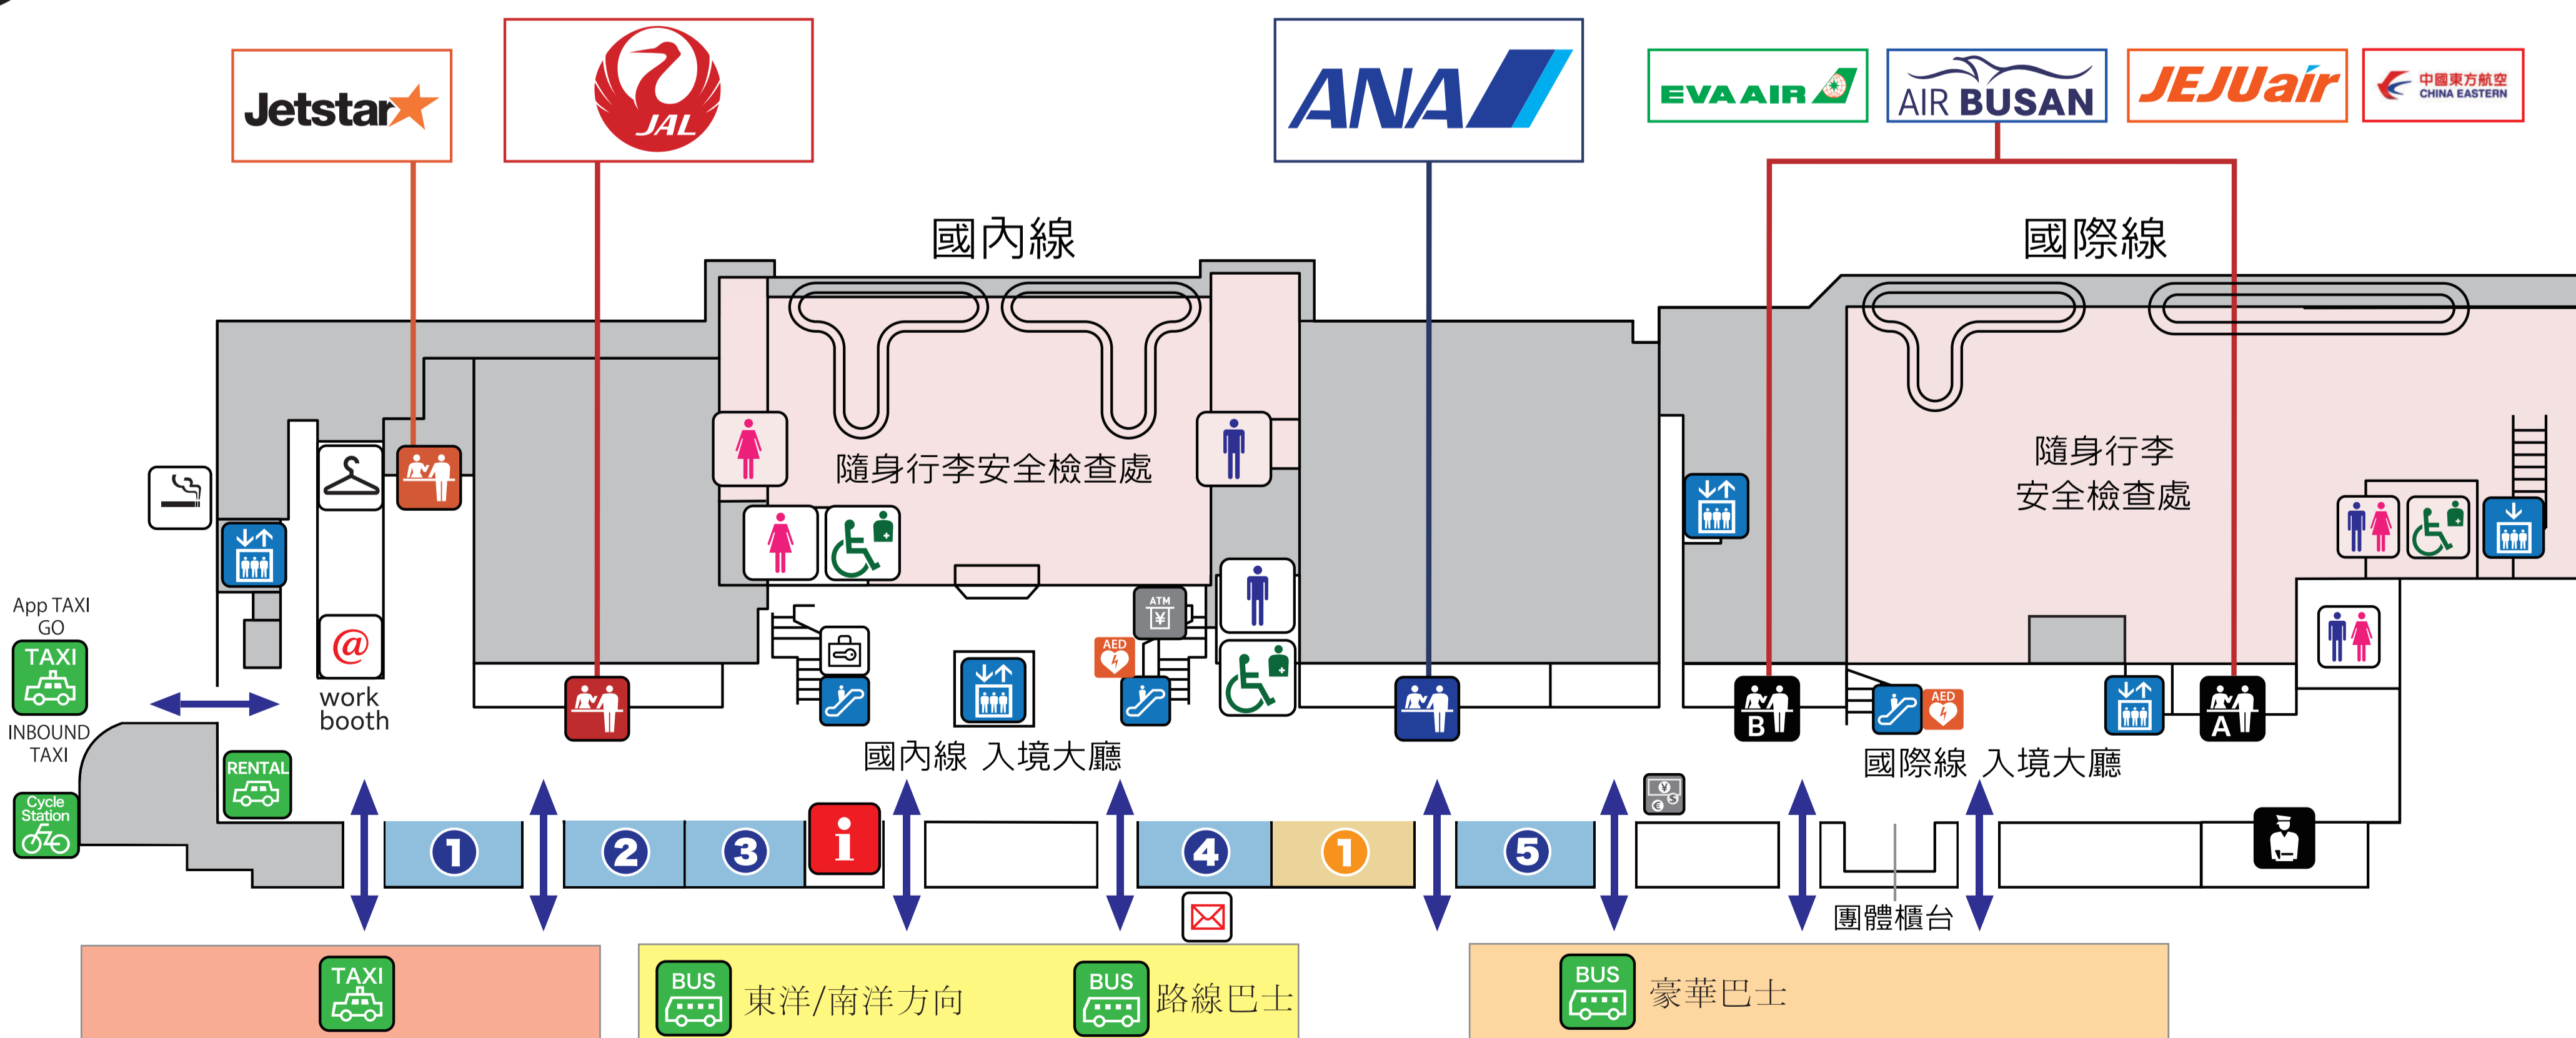 Jetstar
JAL
ANA
EVA AIR
AIR BUSAN
JEJUair
中國東方航空
CHINA EASTERN
國內線
國際線
隨身行李安全檢查處
隨身行李
安全檢查處
App TAXI
GO
TAXI
INBOUND
TAXI
Cycle
Station
RENTAL
@
work
booth
ATM
¥
AED
AED
B
A
國內線 入境大廳
國際線 入境大廳
¥
€
$
1
2
3
i
4
1
5
團體櫃台
TAXI
BUS
東洋/南洋方向
BUS
路線巴士
BUS
豪華巴士